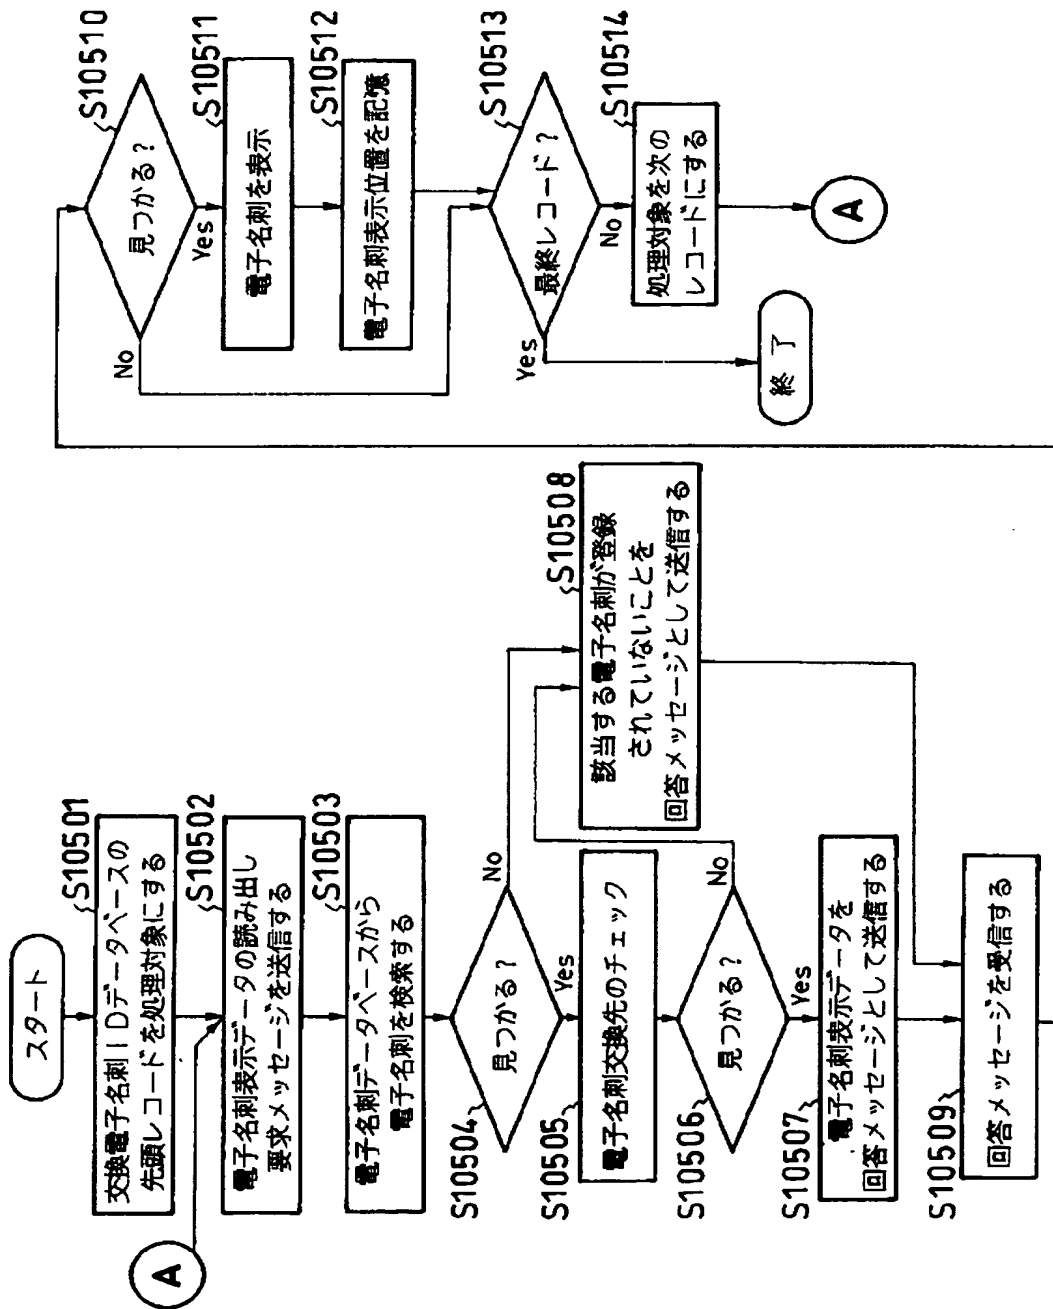 スタート
S10501
交換電子名刺IDデータベースの
先頭レコードを処理対象にする
A
S10502
電子名刺表示データの読み出し
要求メッセージを送信する
S10503
電子名刺データベースから
電子名刺を検索する
S10504
見つかる?
No
Yes
S10505
電子名刺交換先のチェック
S10506
見つかる?
No
Yes
S10507
電子名刺表示データを
回答メッセージとして送信する
S10508
該当する電子名刺が登録
されていないことを
回答メッセージとして送信する
S10509
回答メッセージを受信する
S10510
見つかる?
No
Yes
S10511
電子名刺を表示
S10512
電子名刺表示位置を記憶
S10513
最終レコード?
Yes
No
S10514
処理対象を次の
レコードにする
終了
A